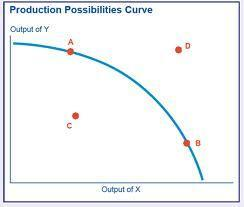 Production Possibilities Curve
Output of Y
A
D
C
B
Output of X